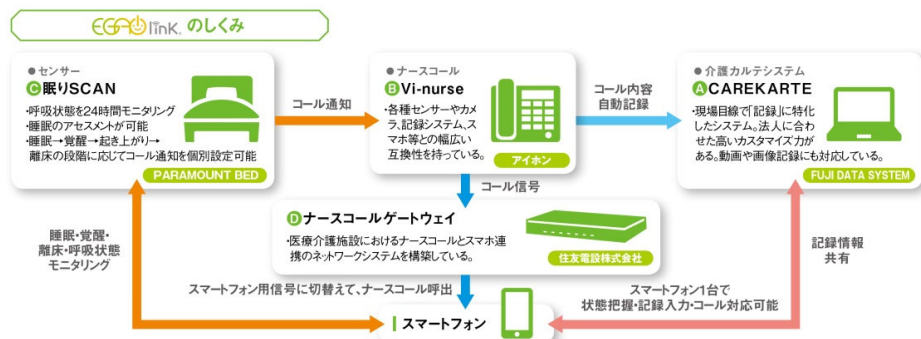 EGAO link. のしくみ
●センサー
C 眠りSCAN
・呼吸状態を24時間モニタリング
・睡眠のアセスメントが可能
・睡眠→覚醒→起き上がり→
離床の段階に応じてコール通知を個別設定可能
PARAMOUNT BED
コール通知
●ナースコール
B Vi-nurse
・各種センサーやカメ
ラ、記録システム、ス
マホ等との幅広い
互換性を持っている。
アイホン
コール内容
自動記録
●介護カルテシステム
A CAREKARTE
・現場目線で「記録」に特化
したシステム。法人に合わ
せた高いカスタマイズ力が
ある。動画や画像記録にも対応している。
FUJI DATA SYSTEM
コール信号
D ナースコールゲートウェイ
・医療介護施設におけるナースコールとスマホ連
携のネットワークシステムを構築している。
住友電設株式会社
睡眠・覚醒・
離床・呼吸状態
モニタリング
記録情報
共有
スマートフォン用信号に切替えて、ナースコール呼出
スマートフォン1台で
状態把握・記録入力・コール対応可能
スマートフォン